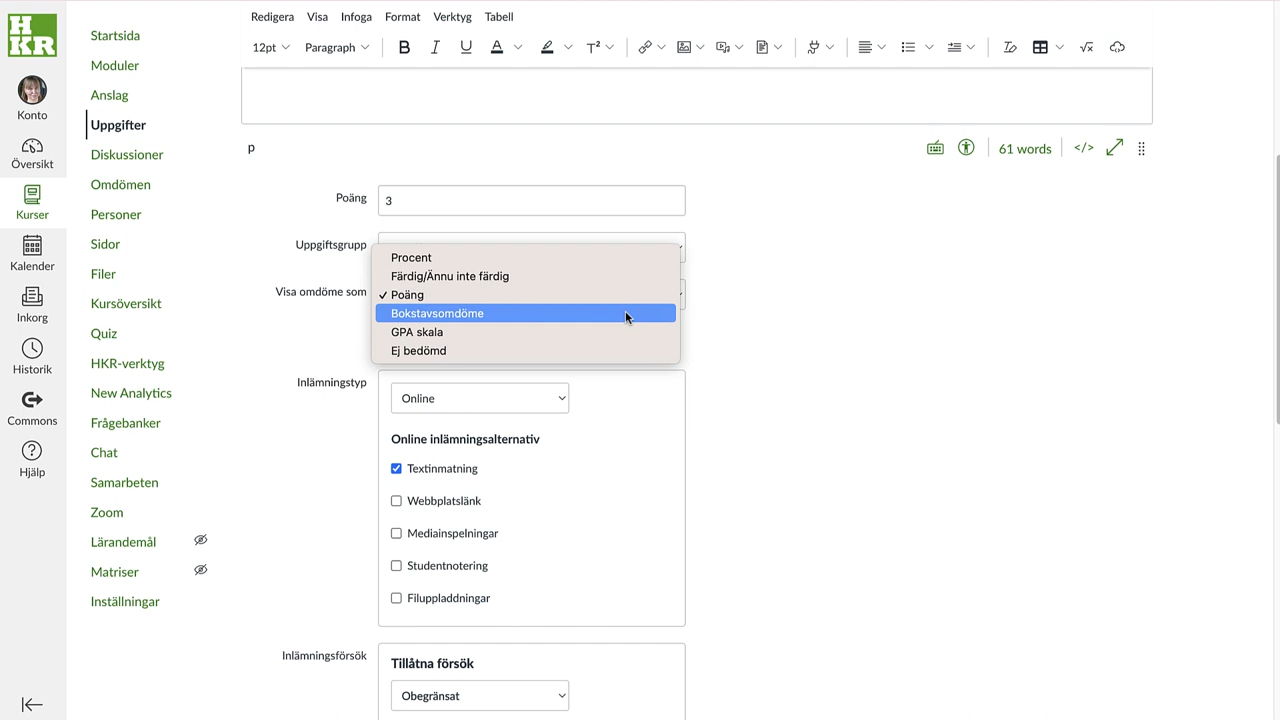 HKR
Konto
Översikt
Kurser
Kalender
Inkorg
Historik
Commons
Hjälp
Startsida
Moduler
Anslag
Uppgifter
Diskussioner
Omdömen
Personer
Sidor
Filer
Kursöversikt
Quiz
HKR-verktyg
New Analytics
Frågebanker
Chat
Samarbeten
Zoom
Lärandemål
Matriser
Inställningar
Redigera Visa Infoga Format Verktyg Tabell
12pt Paragraph B I U A T²
p </> 61 words
Poäng 3
Uppgiftsgrupp
Visa omdöme som
Procent
Färdig/Ännu inte färdig
✓ Poäng
Bokstavsomdöme
GPA skala
Ej bedömd
Inlämningstyp
Online
Online inlämningsalternativ
Textinmatning
Webbplatslänk
Mediainspelningar
Studentnotering
Filuppladdningar
Inlämningsförsök
Tillåtna försök
Obegränsat